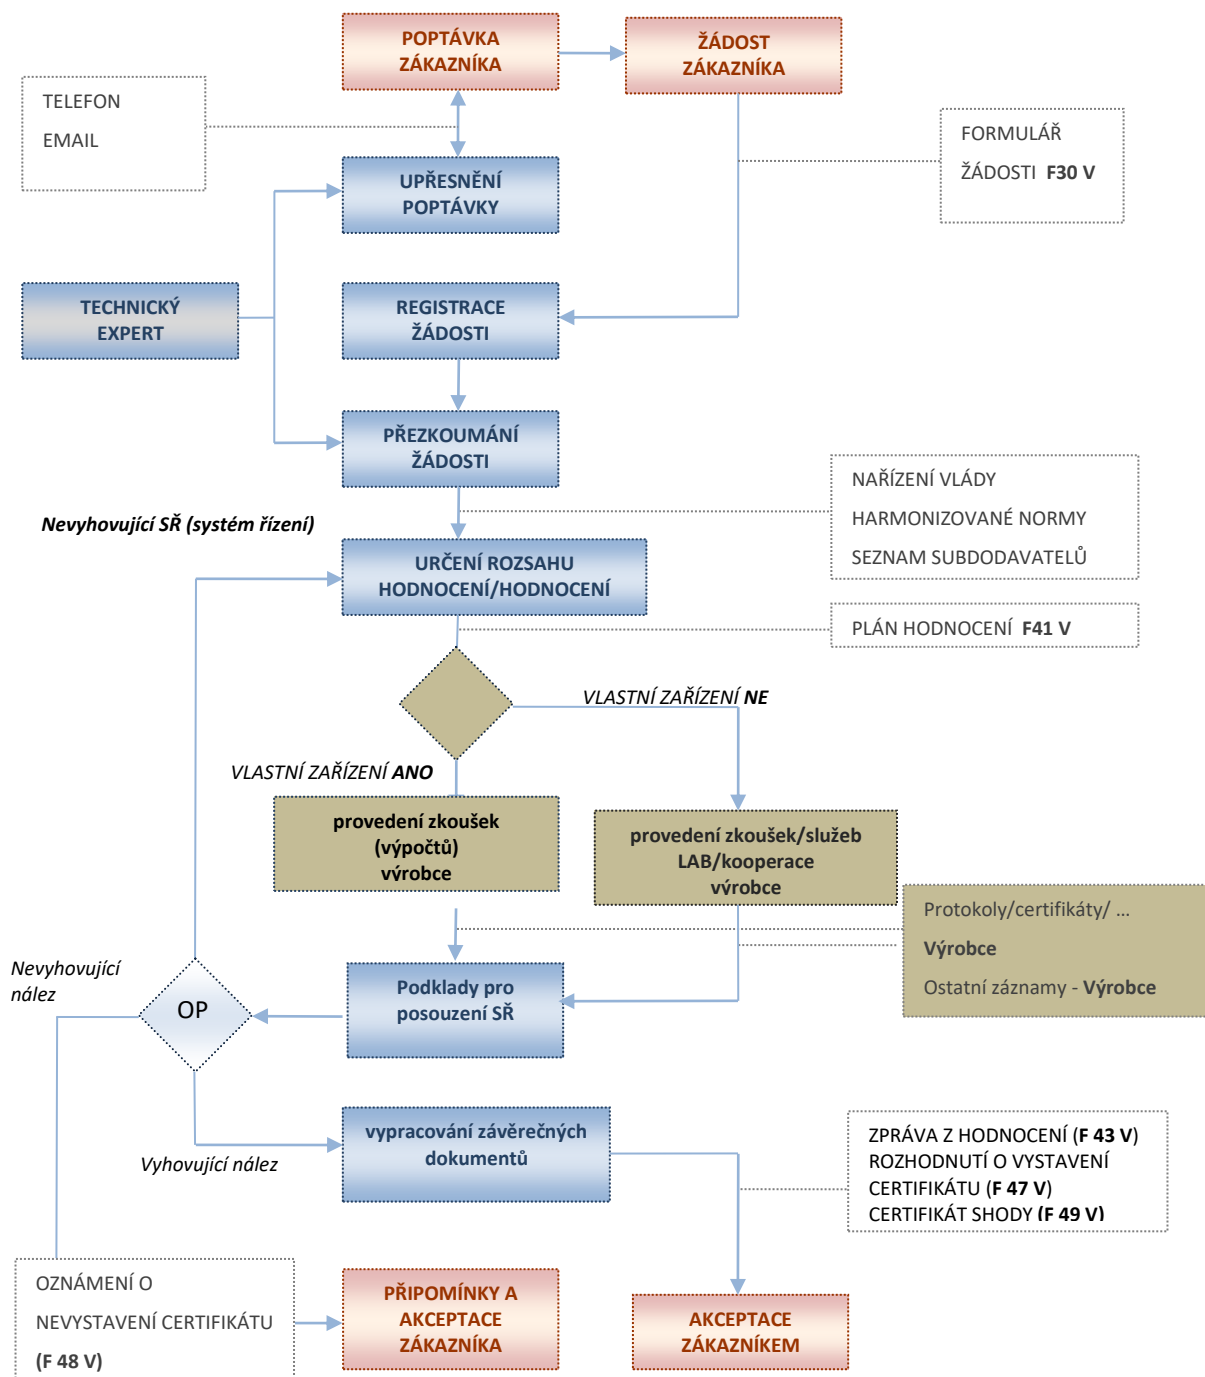 POPTÁVKA
ZÁKAZNÍKA
ŽÁDOST
ZÁKAZNÍKA
TELEFON
EMAIL
FORMULÁŘ
ŽÁDOSTI F30 V
UPŘESNĚNÍ
POPTÁVKY
TECHNICKÝ
EXPERT
REGISTRACE
ŽÁDOSTI
PŘEZKOUMÁNÍ
ŽÁDOSTI
NAŘÍZENÍ VLÁDY
HARMONIZOVANÉ NORMY
SEZNAM SUBDODAVATELŮ
Nevyhovující SŘ (systém řízení)
URČENÍ ROZSAHU
HODNOCENÍ/HODNOCENÍ
PLÁN HODNOCENÍ F41 V
VLASTNÍ ZAŘÍZENÍ NE
VLASTNÍ ZAŘÍZENÍ ANO
provedení zkoušek
(výpočtů)
výrobce
provedení zkoušek/služeb
LAB/kooperace
výrobce
Protokoly/certifikáty/ ...
Výrobce
Ostatní záznamy - Výrobce
Nevyhovující
nález
OP
Podklady pro
posouzení SŘ
Vyhovující nález
vypracování závěrečných
dokumentů
ZPRÁVA Z HODNOCENÍ (F 43 V)
ROZHODNUTÍ O VYSTAVENÍ
CERTIFIKÁTU (F 47 V)
CERTIFIKÁT SHODY (F 49 V)
OZNÁMENÍ O
NEVYSTAVENÍ CERTIFIKÁTU
(F 48 V)
PŘIPOMÍNKY A
AKCEPTACE
ZÁKAZNÍKA
AKCEPTACE
ZÁKAZNÍKEM